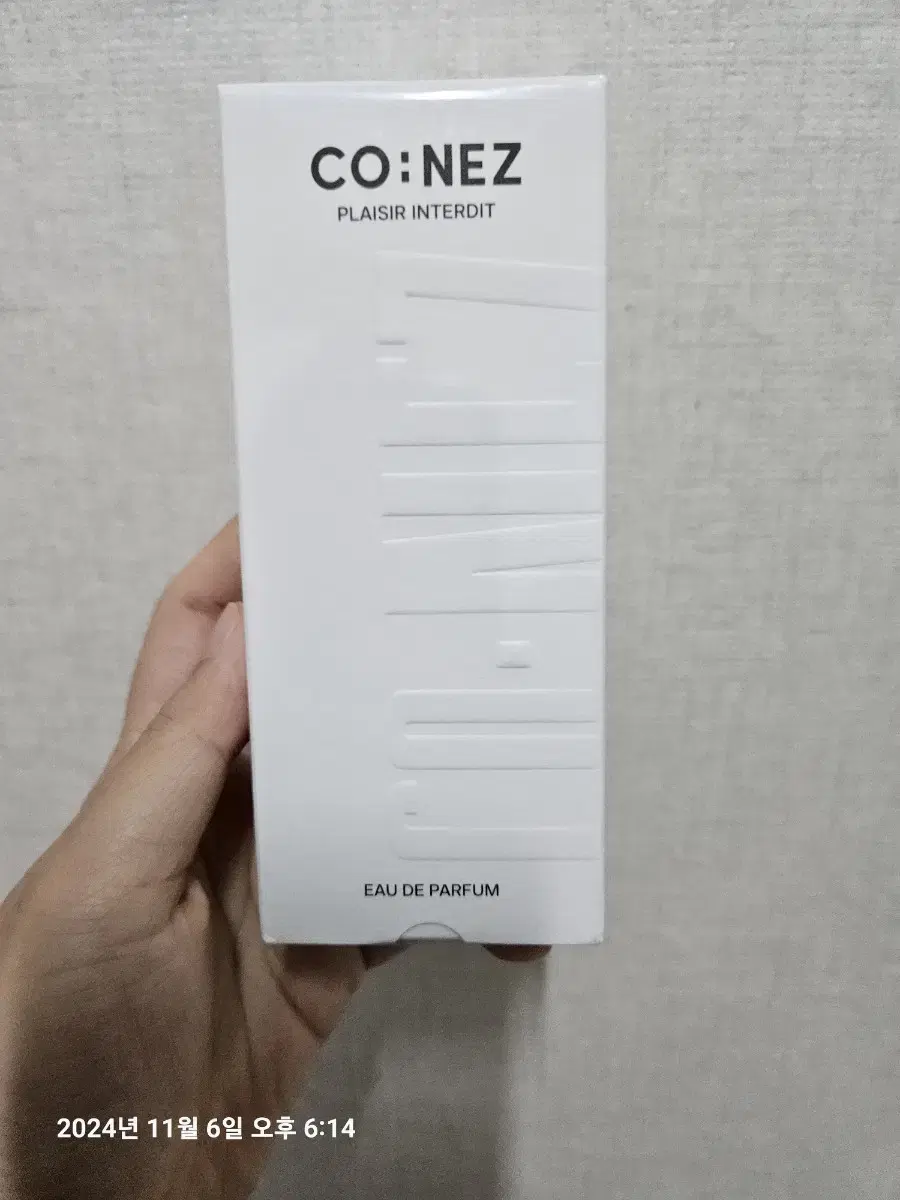 CO:NEZ
PLAISIR INTERDIT
EAU DE PARFUM
2024년 11월 6일 오후 6:14